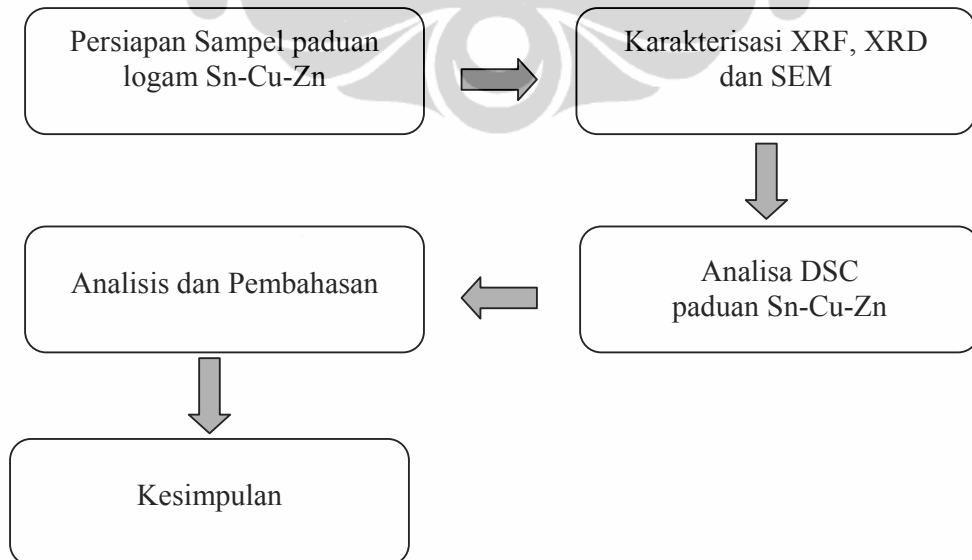 Persiapan Sampel paduan
logam Sn-Cu-Zn
Karakterisasi XRF, XRD
dan SEM
Analisa DSC
paduan Sn-Cu-Zn
Analisis dan Pembahasan
Kesimpulan